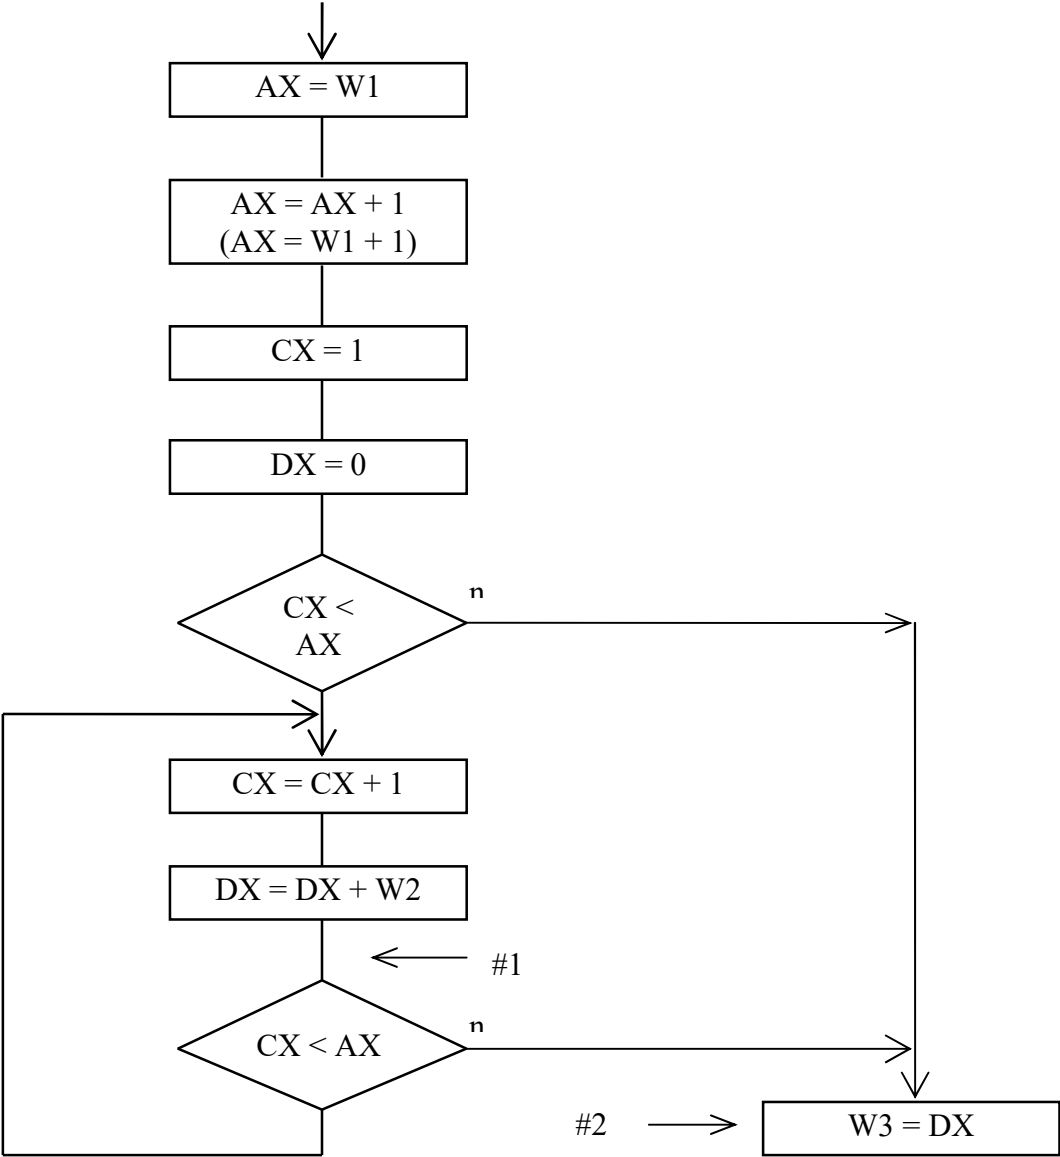 AX = W1
AX = AX + 1
(AX = W1 + 1)
CX = 1
DX = 0
CX <
AX
n
CX = CX + 1
DX = DX + W2
#1
CX < AX
n
#2
W3 = DX